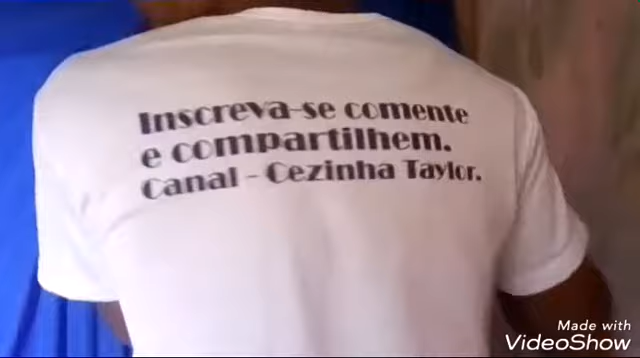 Inscreva-se comente
e compartilhem.
Canal - Cezinha Taylor.
Made with
VideoShow